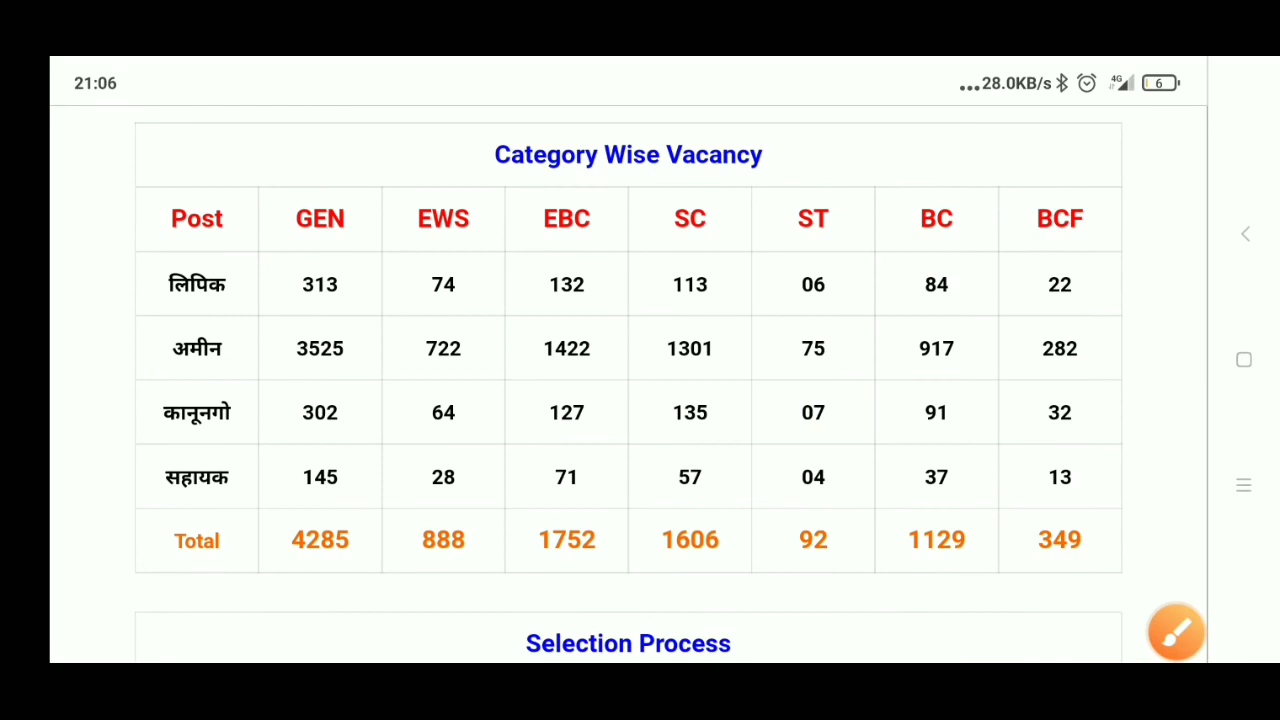 21:06 ...28.0KB/s 4G 6
Category Wise Vacancy
Post GEN EWS EBC SC ST BC BCF
लिपिक 313 74 132 113 06 84 22
अमीन 3525 722 1422 1301 75 917 282
कानूनगो 302 64 127 135 07 91 32
सहायक 145 28 71 57 04 37 13
Total 4285 888 1752 1606 92 1129 349
Selection Process